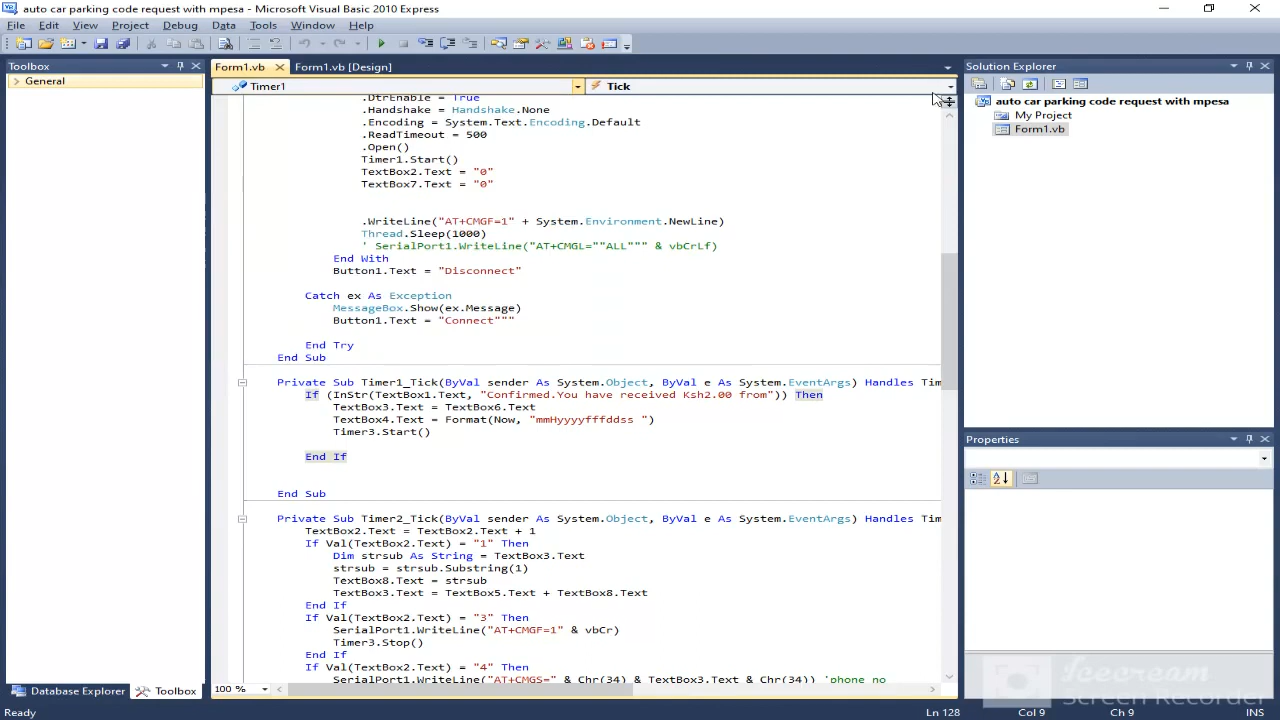 auto car parking code request with mpesa - Microsoft Visual Basic 2010 Express
File Edit View Project Debug Data Tools Window Help
Toolbox
General
Form1.vb Form1.vb [Design]
Timer1 Tick
.DtrEnable = True
.Handshake = Handshake.None
.Encoding = System.Text.Encoding.Default
.ReadTimeout = 500
.Open()
Timer1.Start()
TextBox2.Text = "0"
TextBox7.Text = "0"
.WriteLine("AT+CMGF=1" + System.Environment.NewLine)
Thread.Sleep(1000)
' SerialPort1.WriteLine("AT+CMGL=""ALL""" & vbCrLf)
End With
Button1.Text = "Disconnect"
Catch ex As Exception
MessageBox.Show(ex.Message)
Button1.Text = "Connect"""
End Try
End Sub
Private Sub Timer1_Tick(ByVal sender As System.Object, ByVal e As System.EventArgs) Handles Tim
If (InStr(TextBox1.Text, "Confirmed.You have received Ksh2.00 from")) Then
TextBox3.Text = TextBox6.Text
TextBox4.Text = Format(Now, "mmHyyyyfffddss ")
Timer3.Start()
End If
End Sub
Private Sub Timer2_Tick(ByVal sender As System.Object, ByVal e As System.EventArgs) Handles Tim
TextBox2.Text = TextBox2.Text + 1
If Val(TextBox2.Text) = "1" Then
Dim strsub As String = TextBox3.Text
strsub = strsub.Substring(1)
TextBox8.Text = strsub
TextBox3.Text = TextBox5.Text + TextBox8.Text
End If
If Val(TextBox2.Text) = "3" Then
SerialPort1.WriteLine("AT+CMGF=1" & vbCr)
Timer3.Stop()
End If
If Val(TextBox2.Text) = "4" Then
SerialPort1.WriteLine("AT+CMGS=" & Chr(34) & TextBox3.Text & Chr(34)) 'phone no
100 %
Database Explorer Toolbox
Solution Explorer
auto car parking code request with mpesa
My Project
Form1.vb
Properties
Icecream
Screen Recorder
Ready Ln 128 Col 9 Ch 9 INS